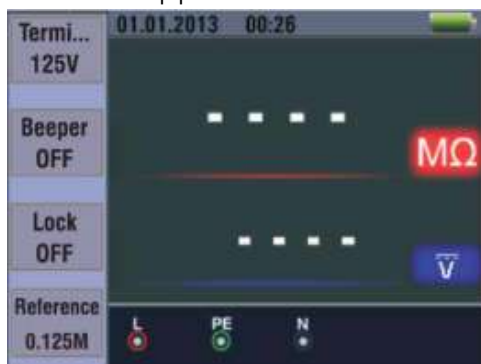 Termi...
125V
01.01.2013 00:26
Beeper
OFF
- - - -
MΩ
Lock
OFF
- - - -
V
Reference
0.125M
L PE N